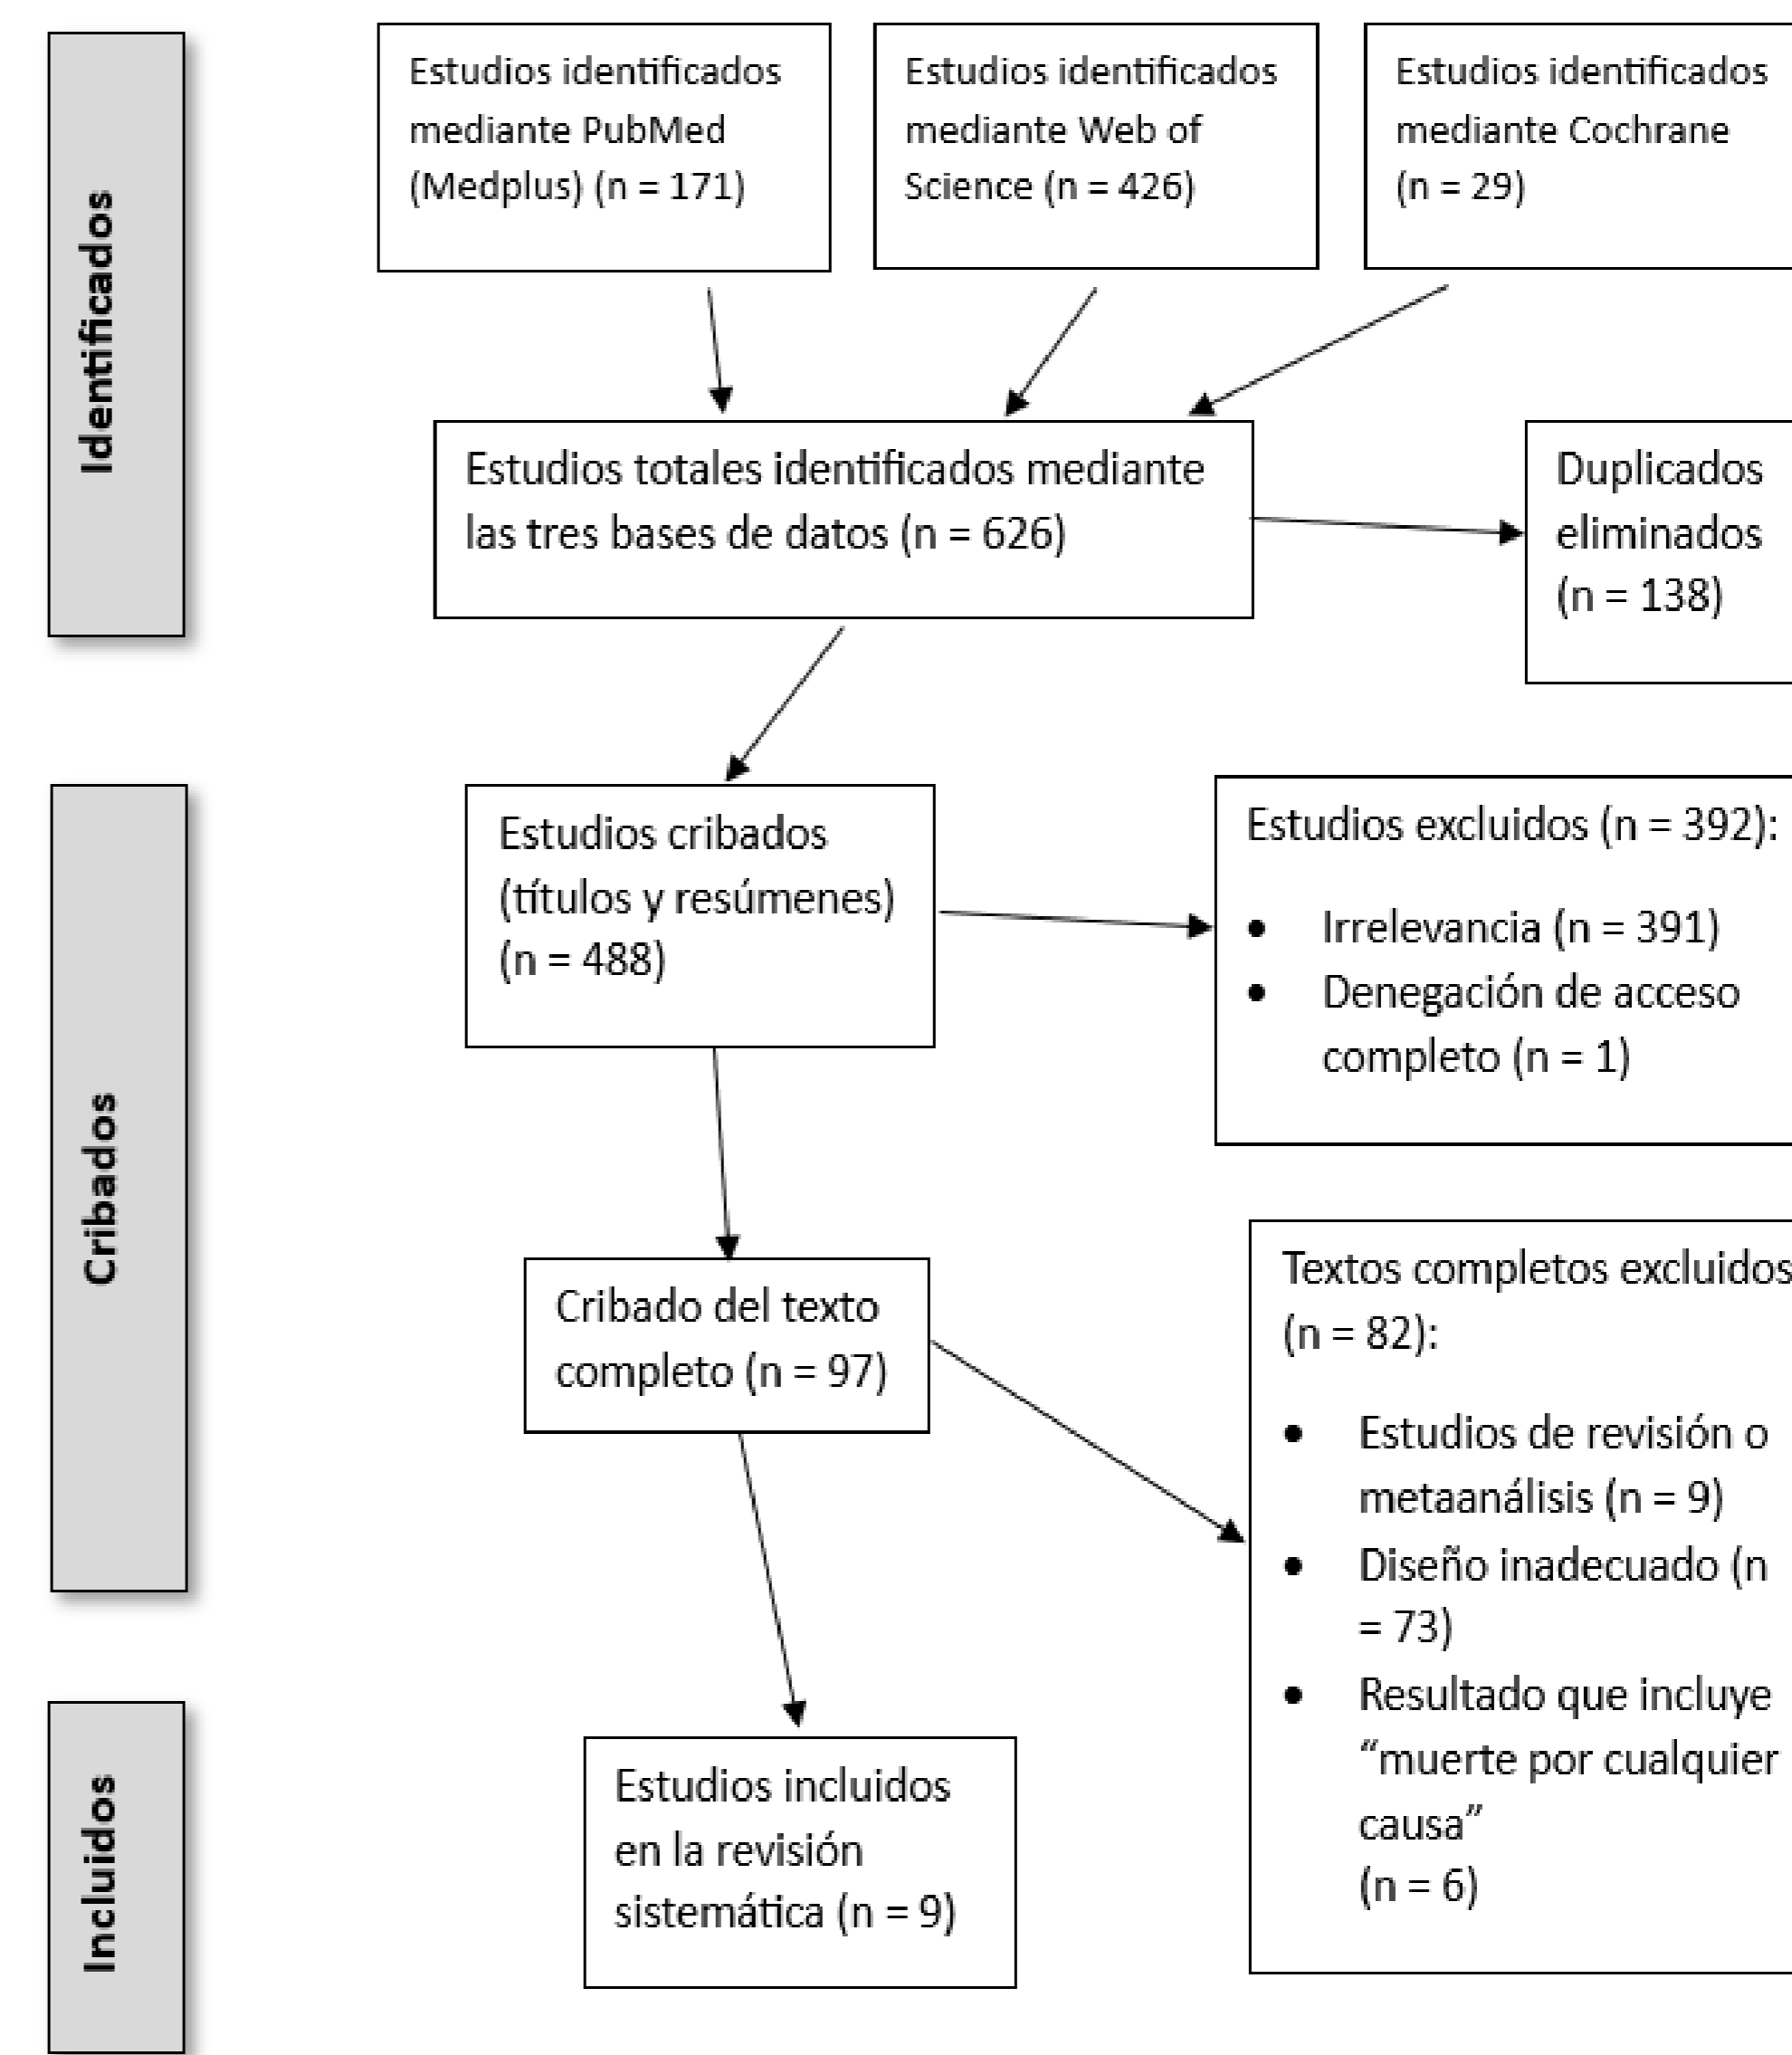 Identificados
Estudios identificados
mediante PubMed
(Medplus) (n = 171)
Estudios identificados
mediante Web of
Science (n = 426)
Estudios identificados
mediante Cochrane
(n = 29)
Estudios totales identificados mediante
las tres bases de datos (n = 626)
Duplicados
eliminados
(n = 138)
Cribados
Estudios cribados
(títulos y resúmenes)
(n = 488)
Estudios excluidos (n = 392):
• Irrelevancia (n = 391)
• Denegación de acceso
completo (n = 1)
Cribado del texto
completo (n = 97)
Textos completos excluidos
(n = 82):
• Estudios de revisión o
metaanálisis (n = 9)
• Diseño inadecuado (n
= 73)
• Resultado que incluye
“muerte por cualquier
causa”
(n = 6)
Incluidos
Estudios incluidos
en la revisión
sistemática (n = 9)